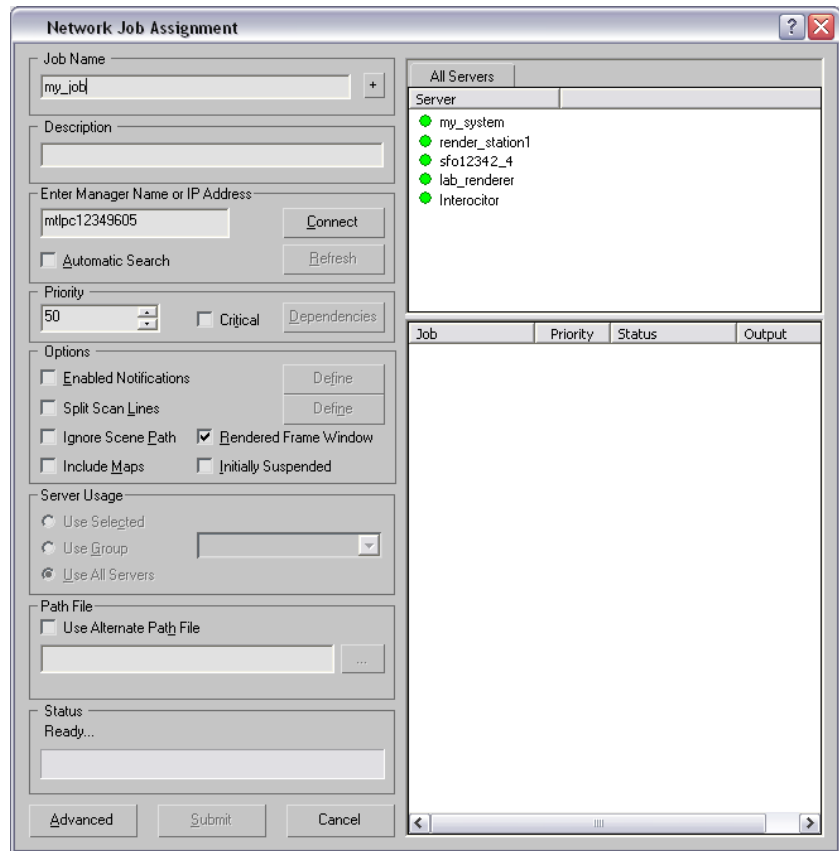 Network Job Assignment
?
X
Job Name
my_job
+
Description
Enter Manager Name or IP Address
mtlpc12349605
Connect
Automatic Search
Refresh
Priority
50
Critical
Dependencies
Options
Enabled Notifications
Define
Split Scan Lines
Define
Ignore Scene Path
Rendered Frame Window
Include Maps
Initially Suspended
Server Usage
Use Selected
Use Group
Use All Servers
Path File
Use Alternate Path File
...
Status
Ready...
Advanced
Submit
Cancel
All Servers
Server
my_system
render_station1
sfo12342_4
lab_renderer
Interocitor
Job Priority Status Output